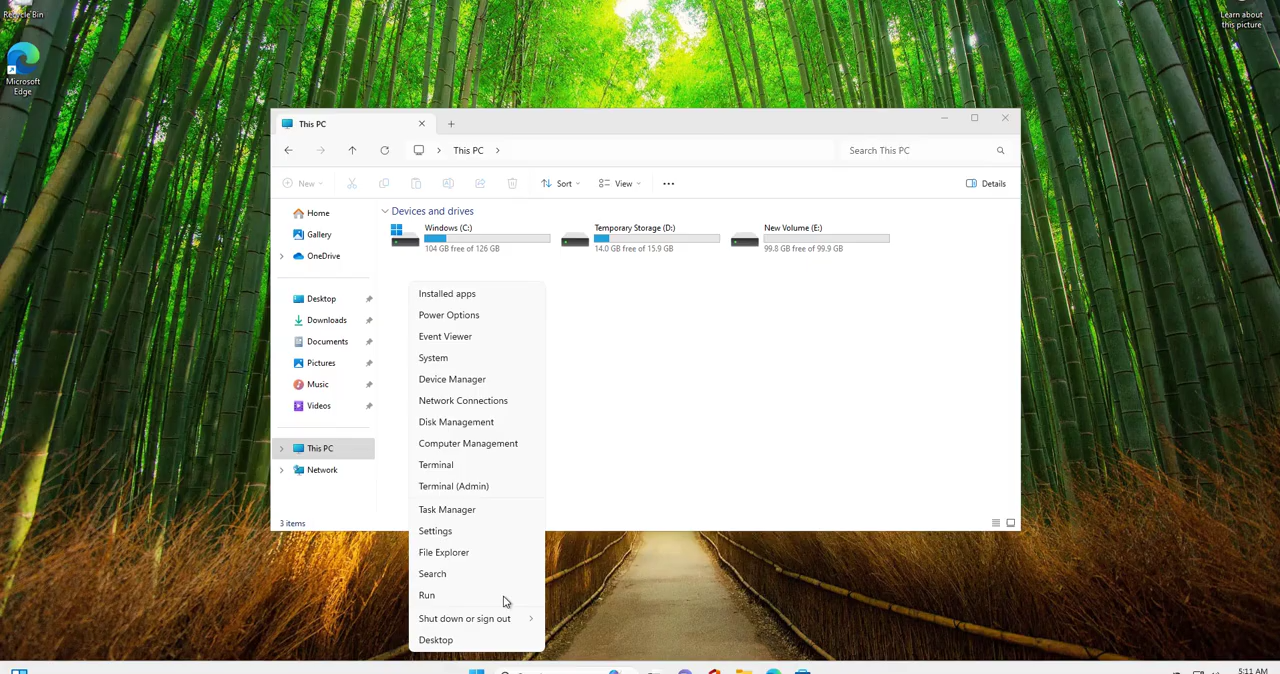 Recycle Bin
Learn about
this picture
Microsoft
Edge
This PC
This PC
Search This PC
New
Sort
View
Details
Home
Gallery
OneDrive
Desktop
Downloads
Documents
Pictures
Music
Videos
This PC
Network
Devices and drives
Windows (C:)
104 GB free of 126 GB
Temporary Storage (D:)
14.0 GB free of 15.9 GB
New Volume (E:)
99.8 GB free of 99.9 GB
Installed apps
Power Options
Event Viewer
System
Device Manager
Network Connections
Disk Management
Computer Management
Terminal
Terminal (Admin)
Task Manager
Settings
File Explorer
Search
Run
Shut down or sign out
Desktop
3 items
5:11 AM